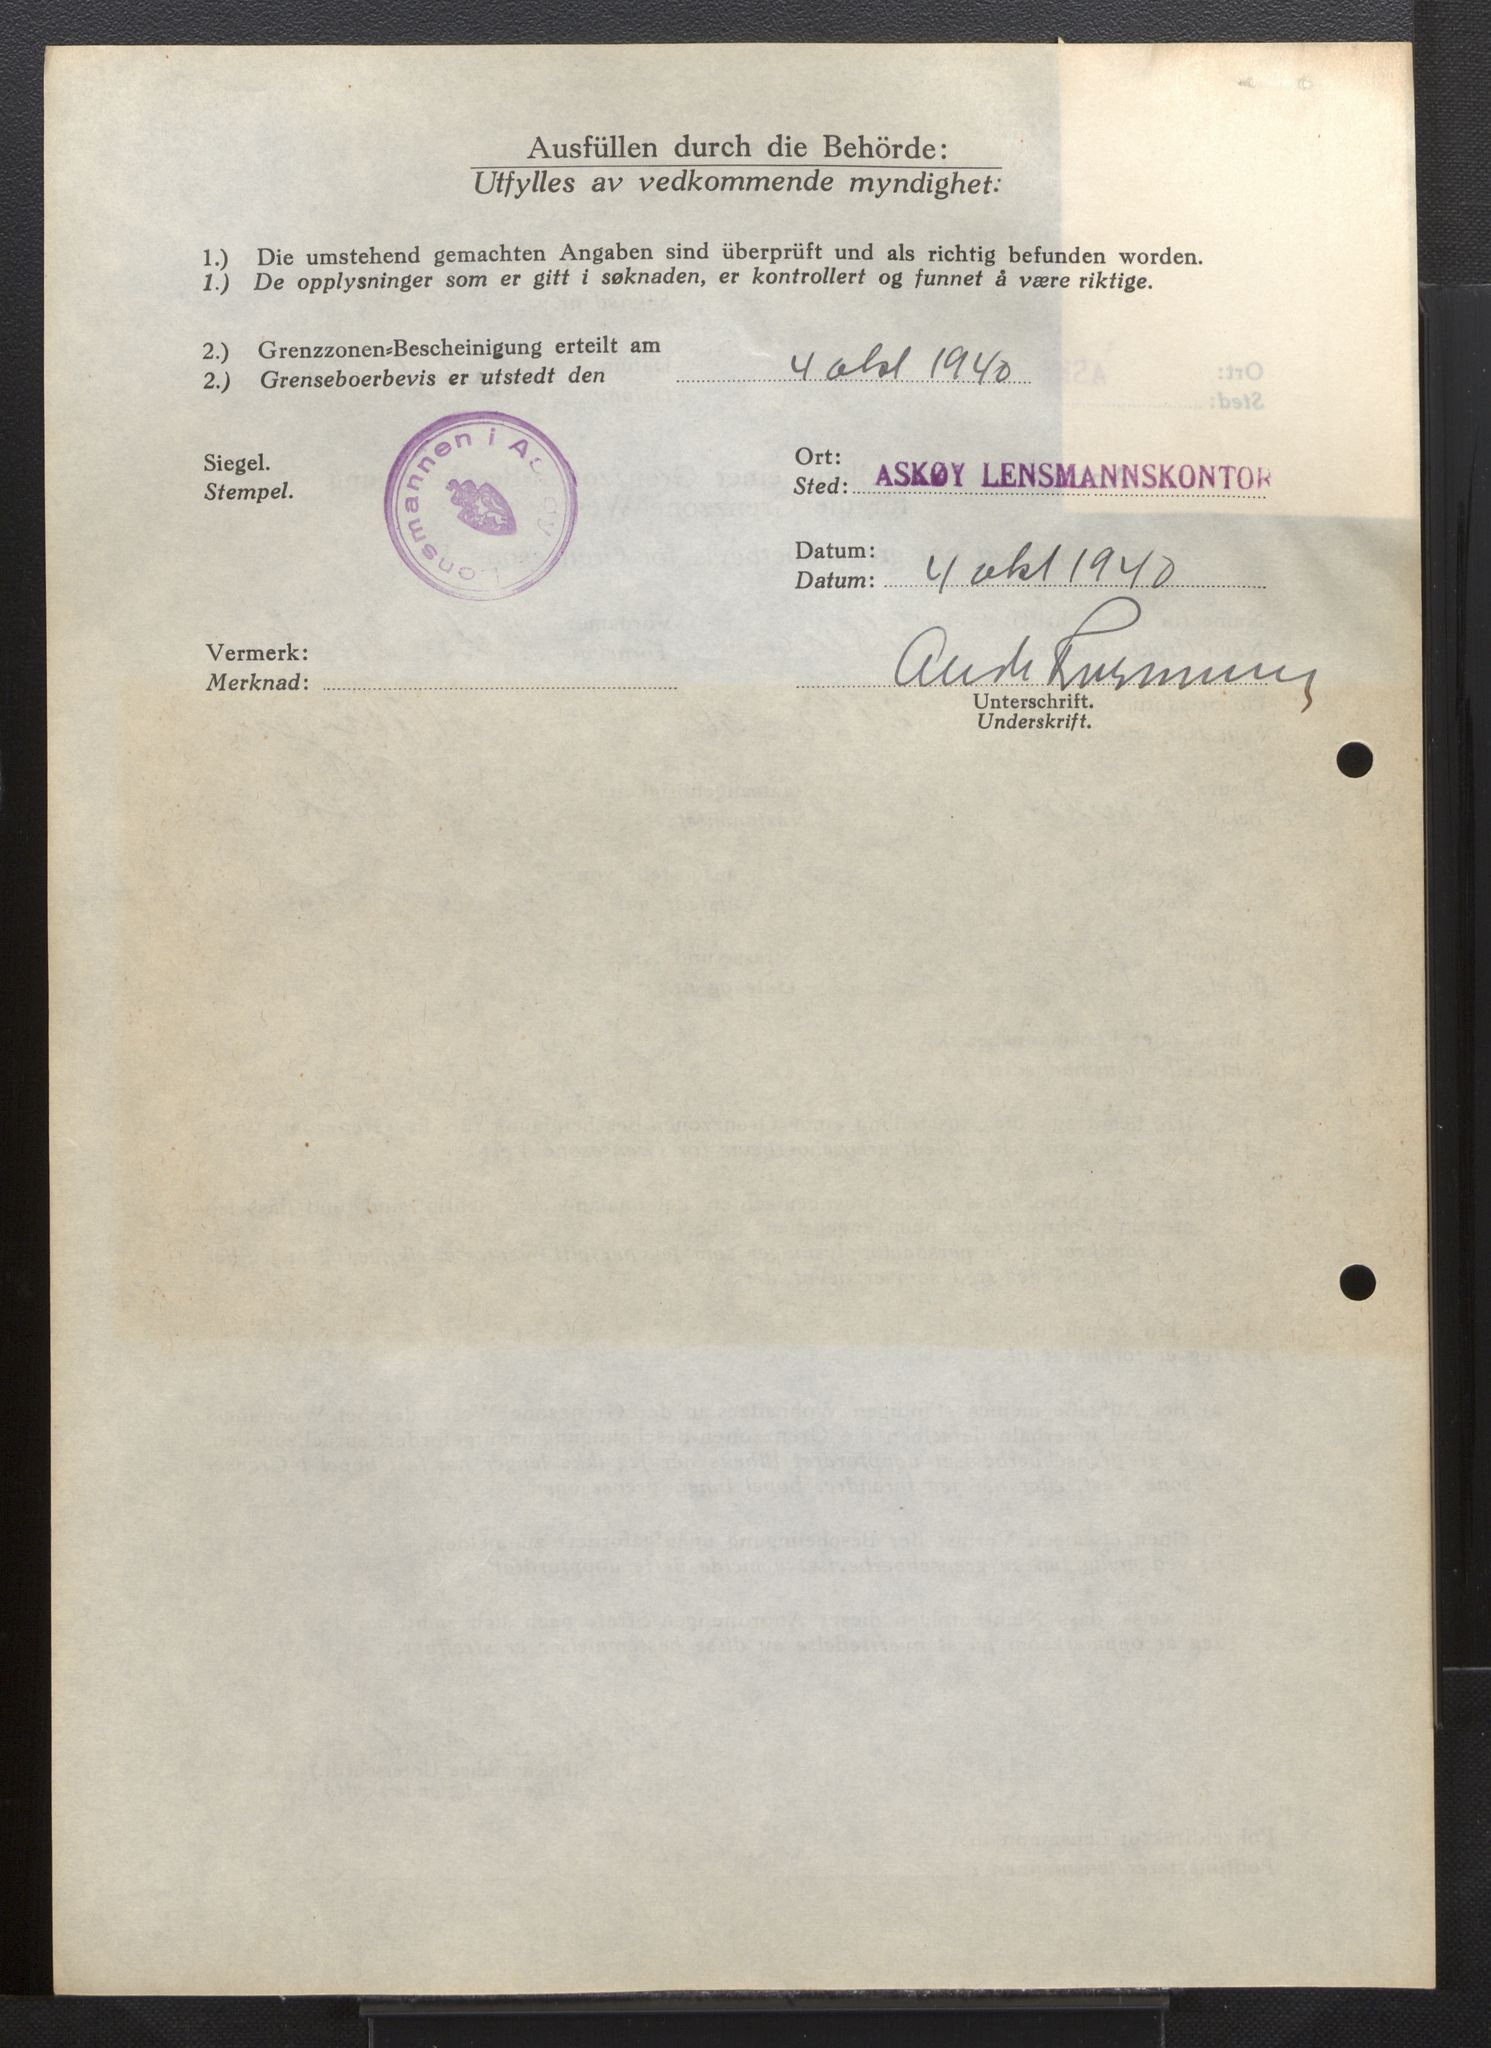 Ausfüllen durch die Behörde:
Utfylles av vedkommende myndighet:
1.) Die umstehend gemachten Angaben sind überprüft und als richtig befunden worden.
1.) De opplysninger som er gitt i søknaden, er kontrollert og funnet å være riktige.
2.) Grenzzonen-Bescheinigung erteilt am
2.) Grenseboerbevis er utstedt den 4 okt 1940
Siegel.
Stempel.
Lensmannen i Askøy
Ort:
Sted: ASKØY LENSMANNSKONTOR
Datum:
Datum: 4 okt 1940
Vermerk:
Merknad:
Unterschrift.
Underskrift.